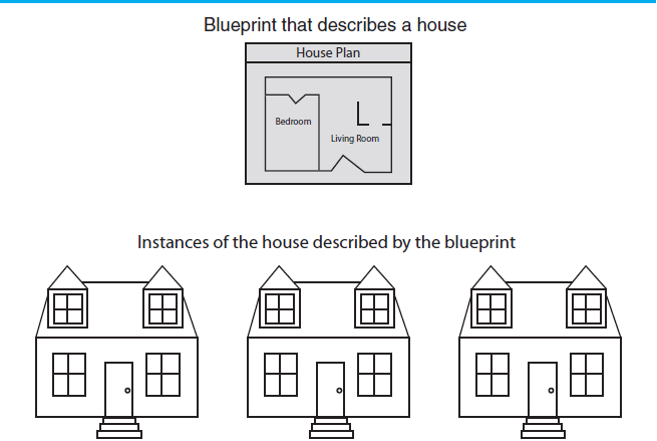 Blueprint that describes a house
House Plan
Bedroom
Living Room
Instances of the house described by the blueprint